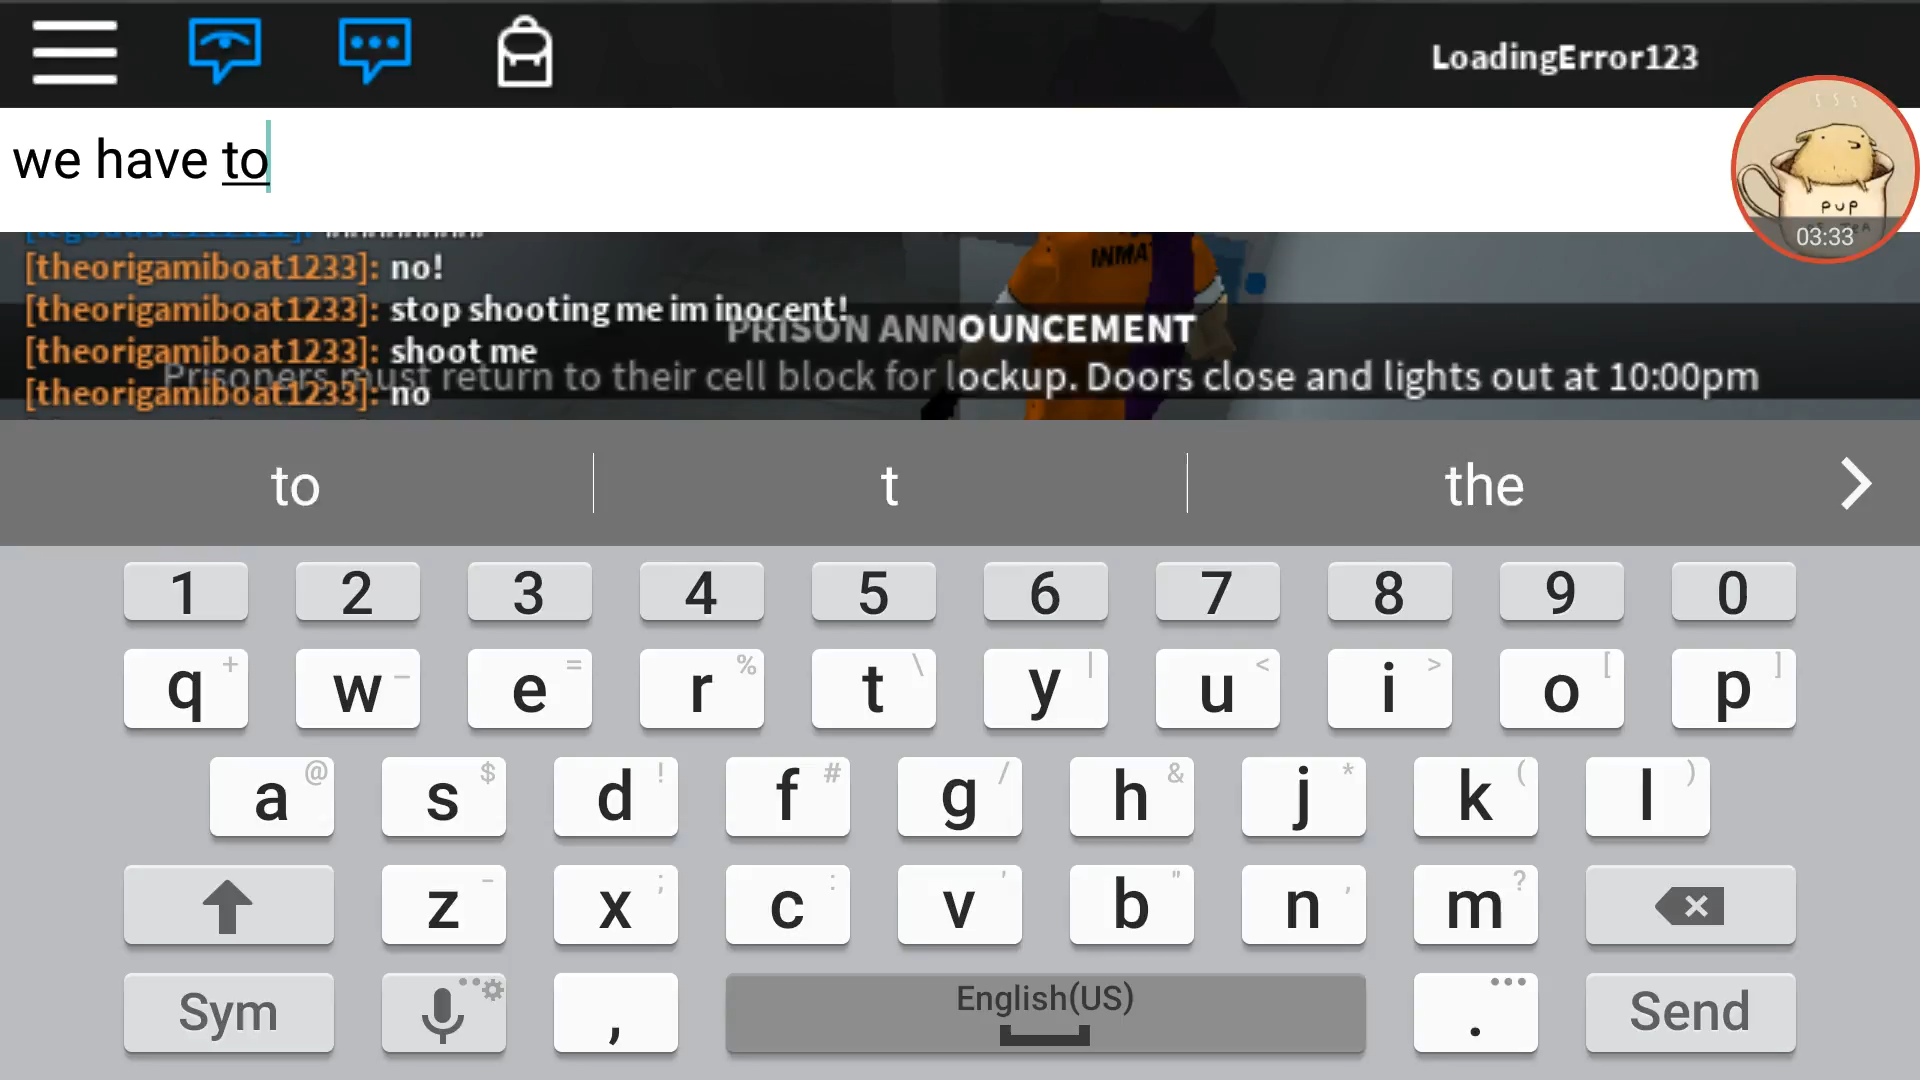 LoadingError123
we have to
PUP
03:33
INMAT
[theorigamiboat1233]: no!
[theorigamiboat1233]: stop shooting me im inocent!
PRISON ANNOUNCEMENT
[theorigamiboat1233]: shoot me
Prisoners must return to their cell block for lockup. Doors close and lights out at 10:00pm
[theorigamiboat1233]: no
to t the
1 2 3 4 5 6 7 8 9 0
q + w – e = r % t \ y | u < i > o [ p ]
a @ s $ d ! f # g / h & j * k ( l )
z - x ; c : v ' b " n , m ?
Sym , English(US) . Send